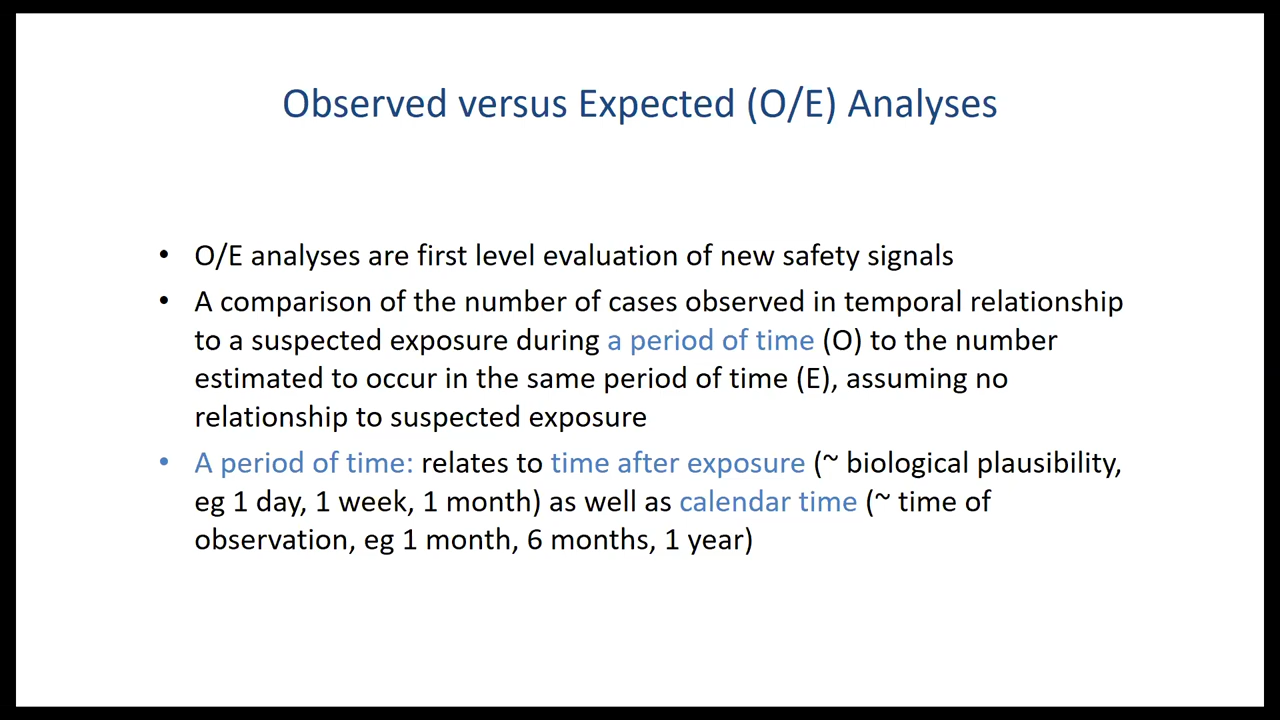 Observed versus Expected (O/E) Analyses
• O/E analyses are first level evaluation of new safety signals
• A comparison of the number of cases observed in temporal relationship
to a suspected exposure during a period of time (O) to the number
estimated to occur in the same period of time (E), assuming no
relationship to suspected exposure
• A period of time: relates to time after exposure (~ biological plausibility,
eg 1 day, 1 week, 1 month) as well as calendar time (~ time of
observation, eg 1 month, 6 months, 1 year)